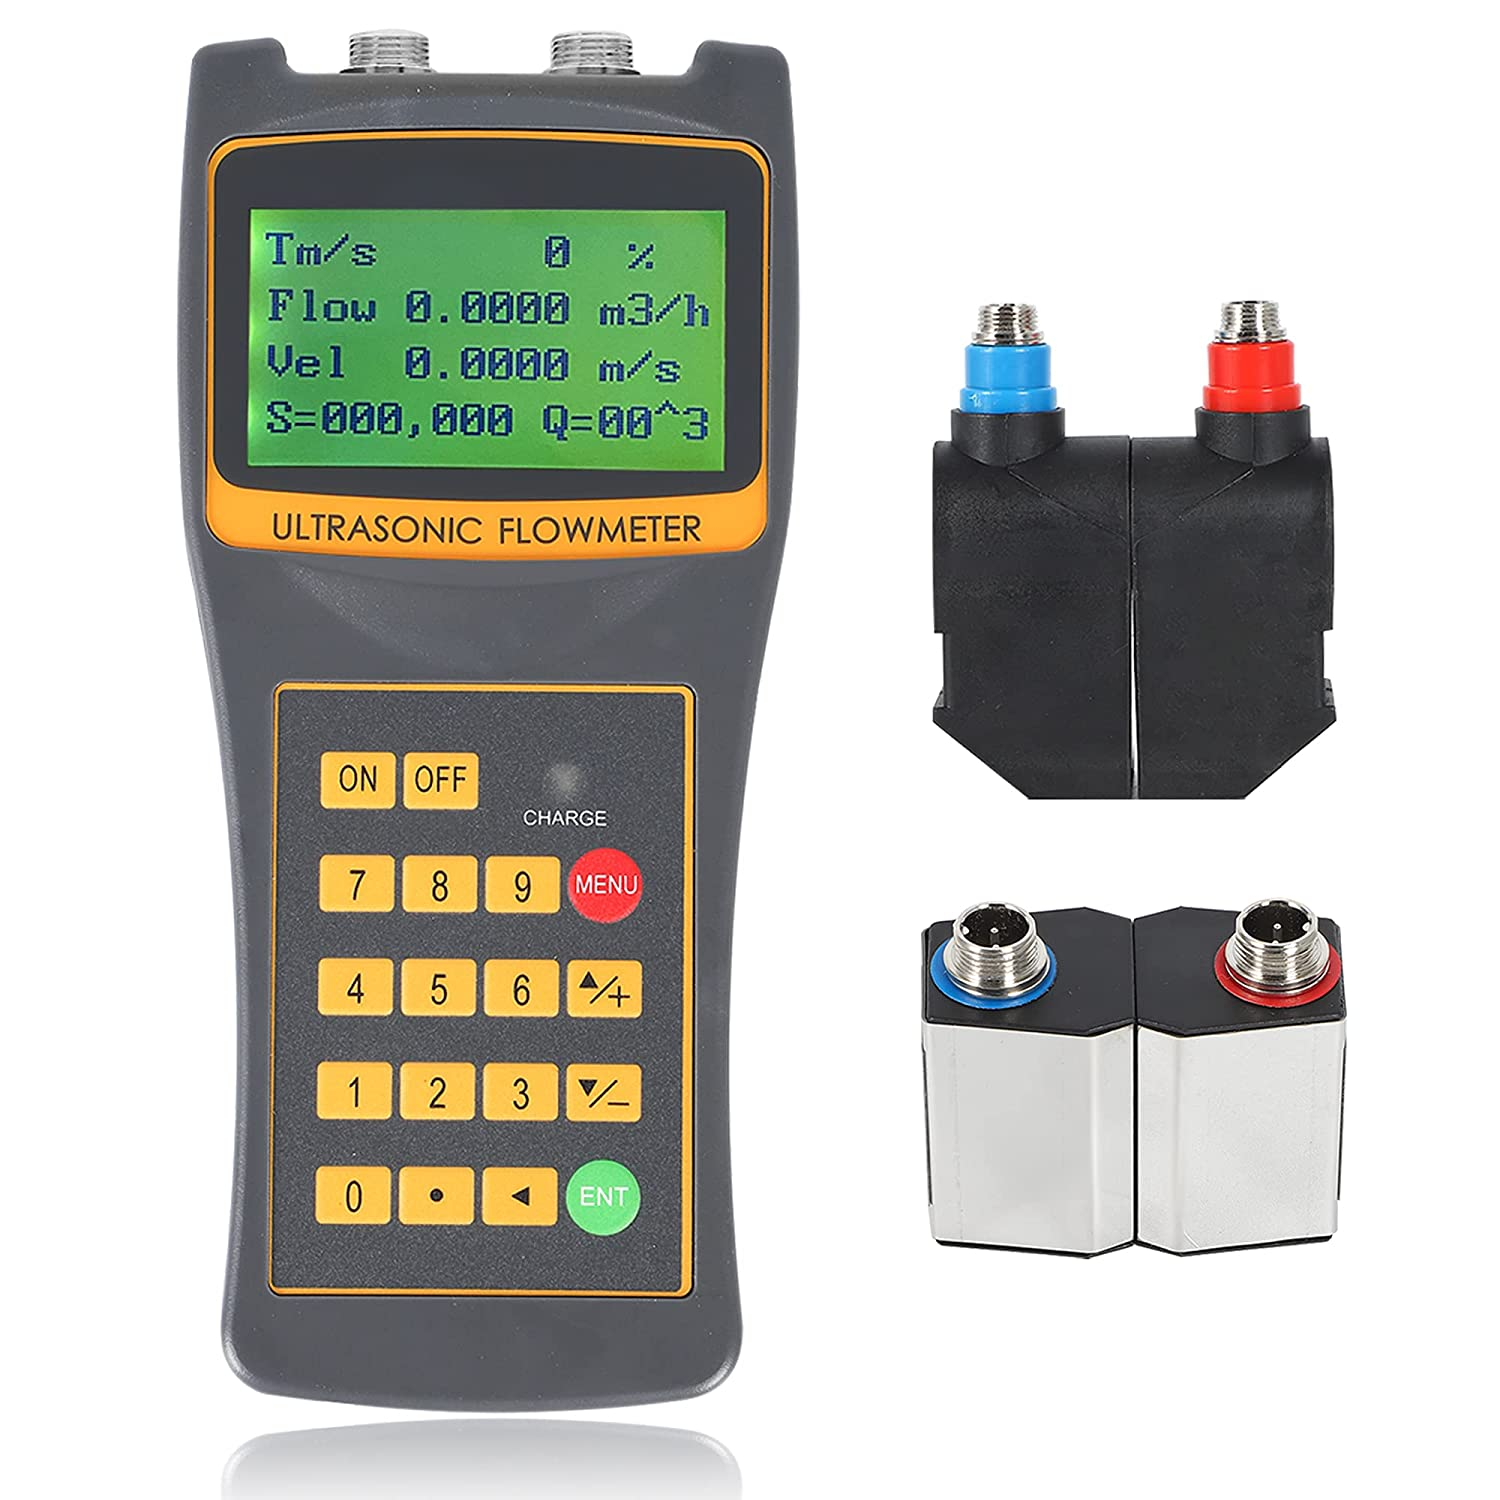 Tm/s 0 %
Flow 0.0000 m3/h
Vel 0.0000 m/s
S=000,000 Q=00^3
ULTRASONIC FLOWMETER
ON OFF
CHARGE
7 8 9 MENU
4 5 6 ▲/+
1 2 3 ▼/−
0 • ◀ ENT